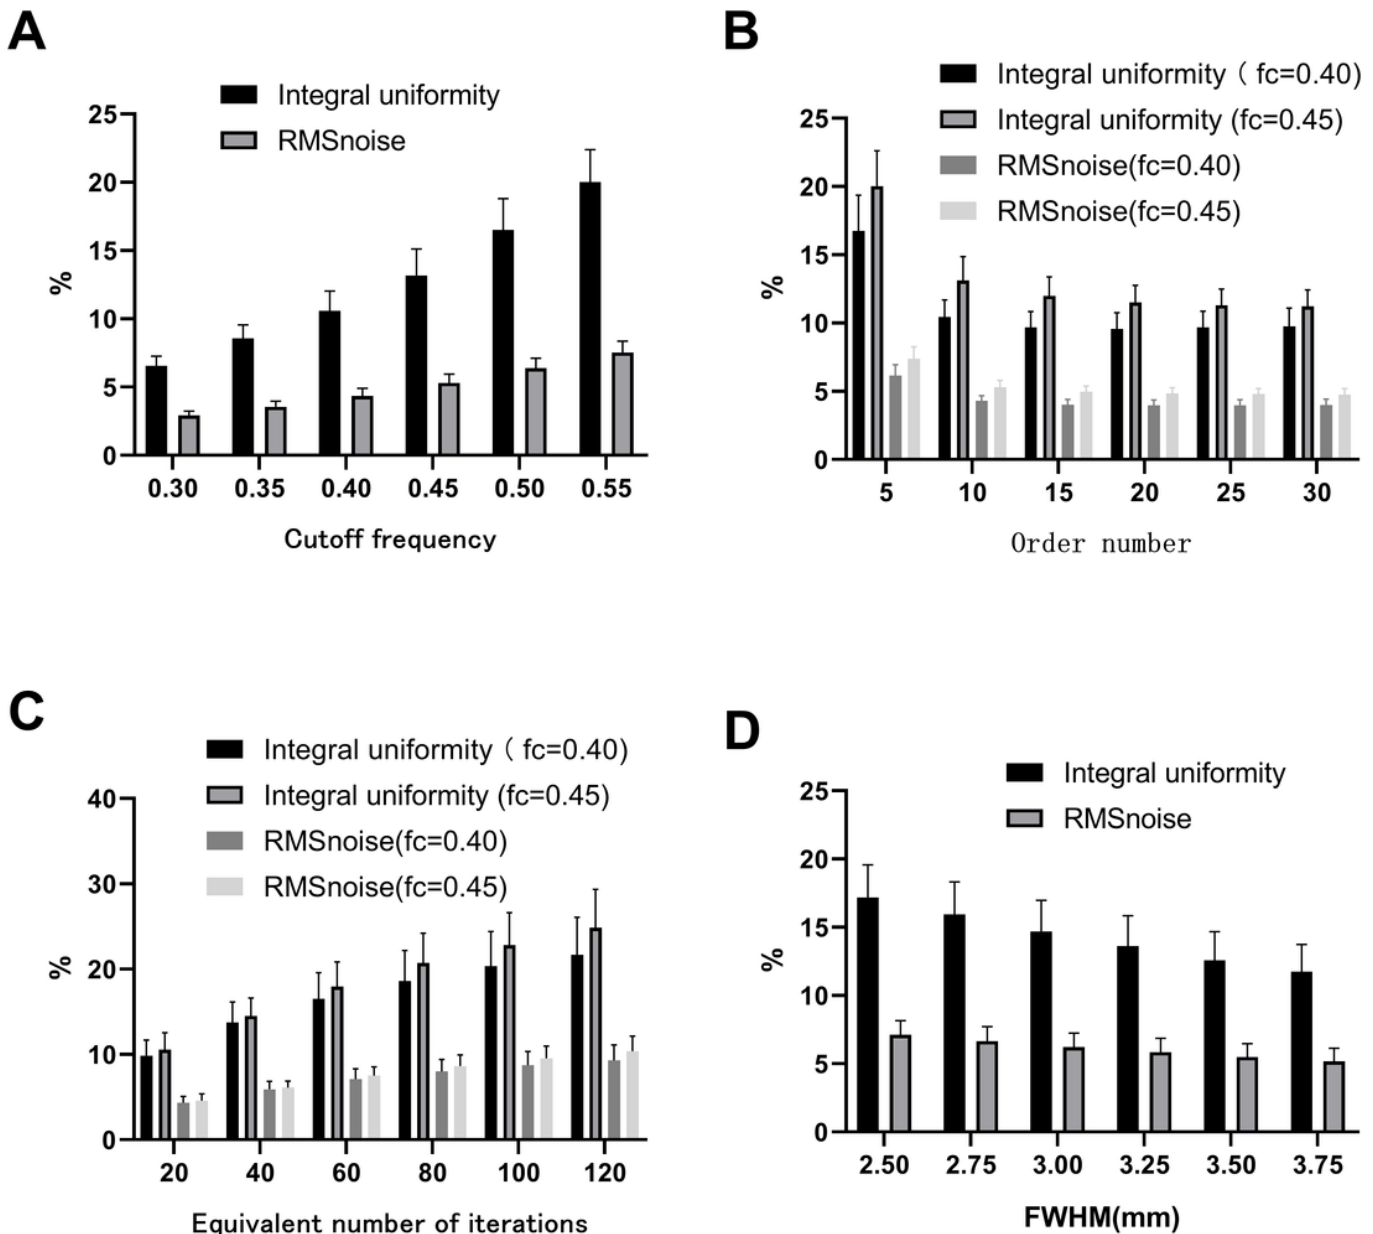 A
Integral uniformity
RMSnoise
25
20
15
10
5
0
%
0.30 0.35 0.40 0.45 0.50 0.55
Cutoff frequency
B
Integral uniformity（ fc=0.40)
Integral uniformity (fc=0.45)
RMSnoise(fc=0.40)
RMSnoise(fc=0.45)
25
20
15
10
5
0
%
5 10 15 20 25 30
Order number
C
Integral uniformity（ fc=0.40)
Integral uniformity (fc=0.45)
RMSnoise(fc=0.40)
RMSnoise(fc=0.45)
40
30
20
10
0
%
20 40 60 80 100 120
Equivalent number of iterations
D
Integral uniformity
RMSnoise
25
20
15
10
5
0
%
2.50 2.75 3.00 3.25 3.50 3.75
FWHM(mm)